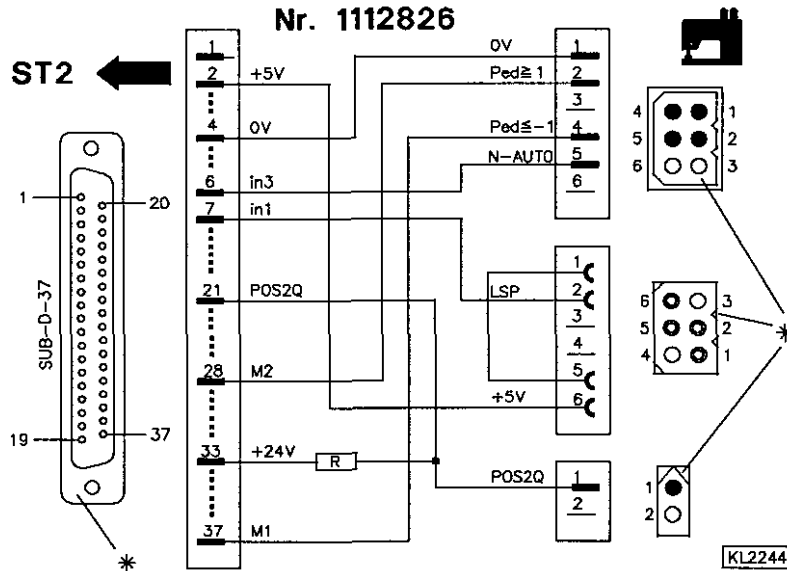 Nr. 1112826
ST2
SUB-D-37
1
20
19
37
*
1
2 +5V
4 0V
6 in3
7 in1
21 POS2Q
28 M2
33 +24V
R
37 M1
0V 1
Ped≧1 2
3
Ped≦-1 4
N-AUTO 5
6
1
LSP 2
3
4
5
+5V 6
POS2Q 1
2
4 1
5 2
6 3
6 3
5 2
4 1
*
1
2
KL2244